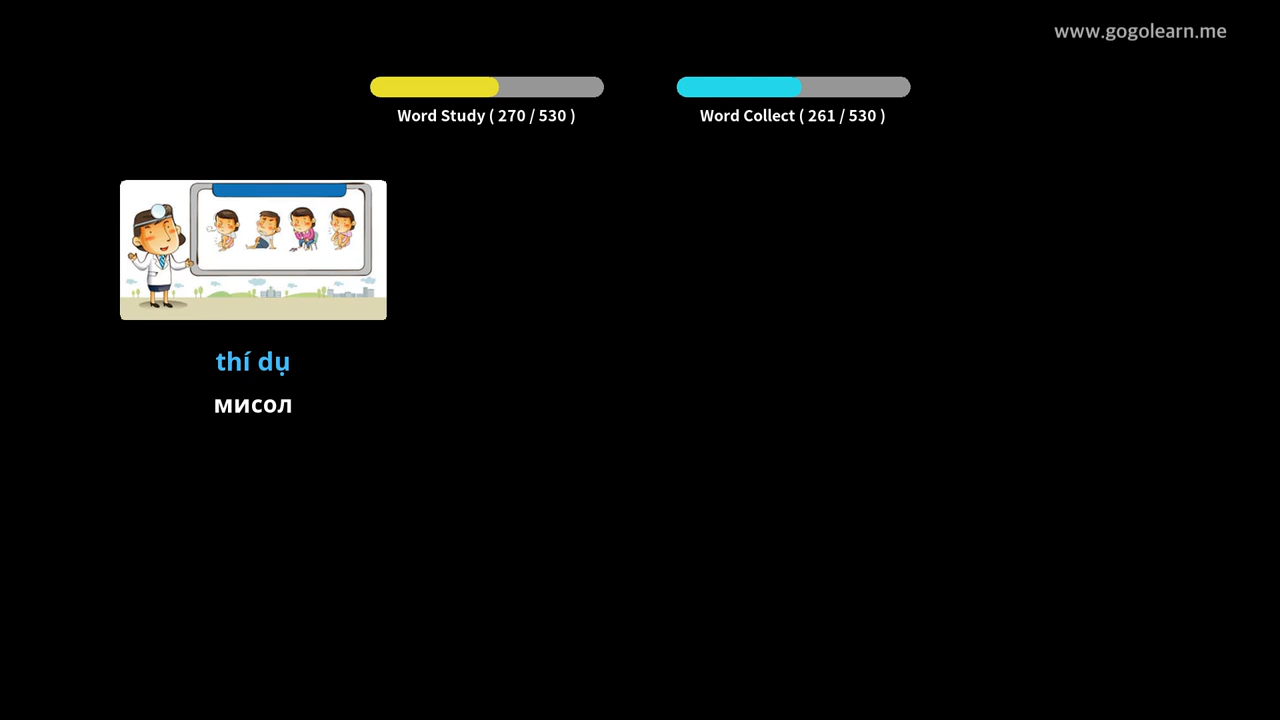 www.gogolearn.me
Word Study ( 270 / 530 )
Word Collect ( 261 / 530 )
thí dụ
мисол